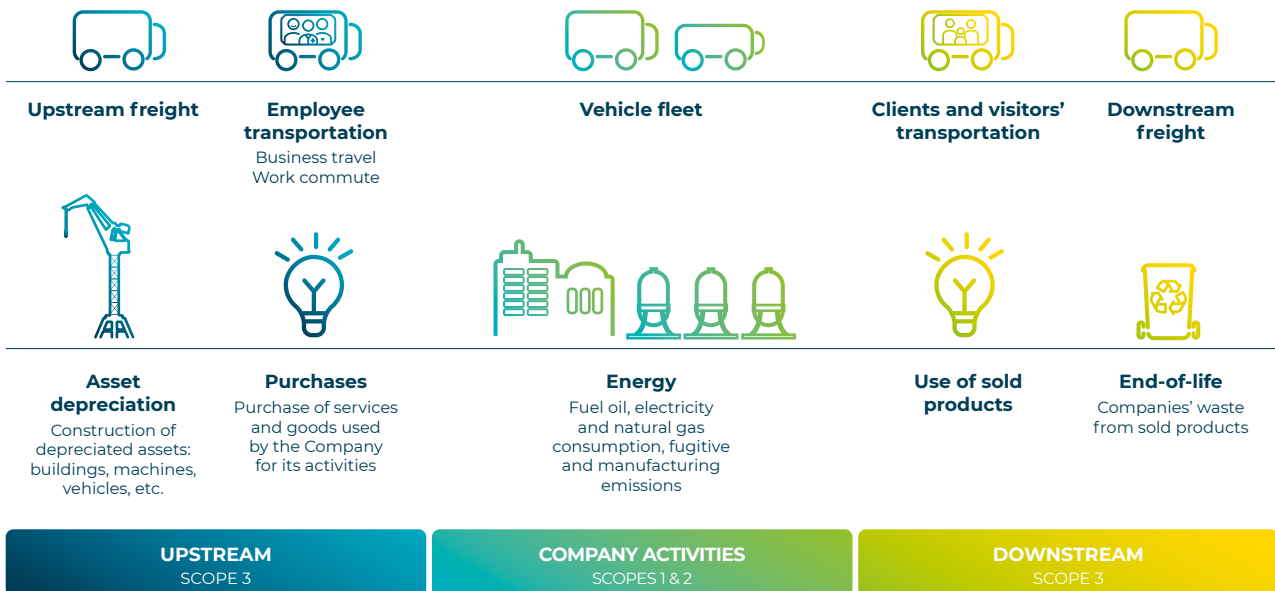 Upstream freight
Employee
transportation
Business travel
Work commute
Vehicle fleet
Clients and visitors’
transportation
Downstream
freight
Asset
depreciation
Construction of
depreciated assets:
buildings, machines,
vehicles, etc.
Purchases
Purchase of services
and goods used
by the Company
for its activities
Energy
Fuel oil, electricity
and natural gas
consumption, fugitive
and manufacturing
emissions
Use of sold
products
End-of-life
Companies’ waste
from sold products
UPSTREAM
SCOPE 3
COMPANY ACTIVITIES
SCOPES 1 & 2
DOWNSTREAM
SCOPE 3